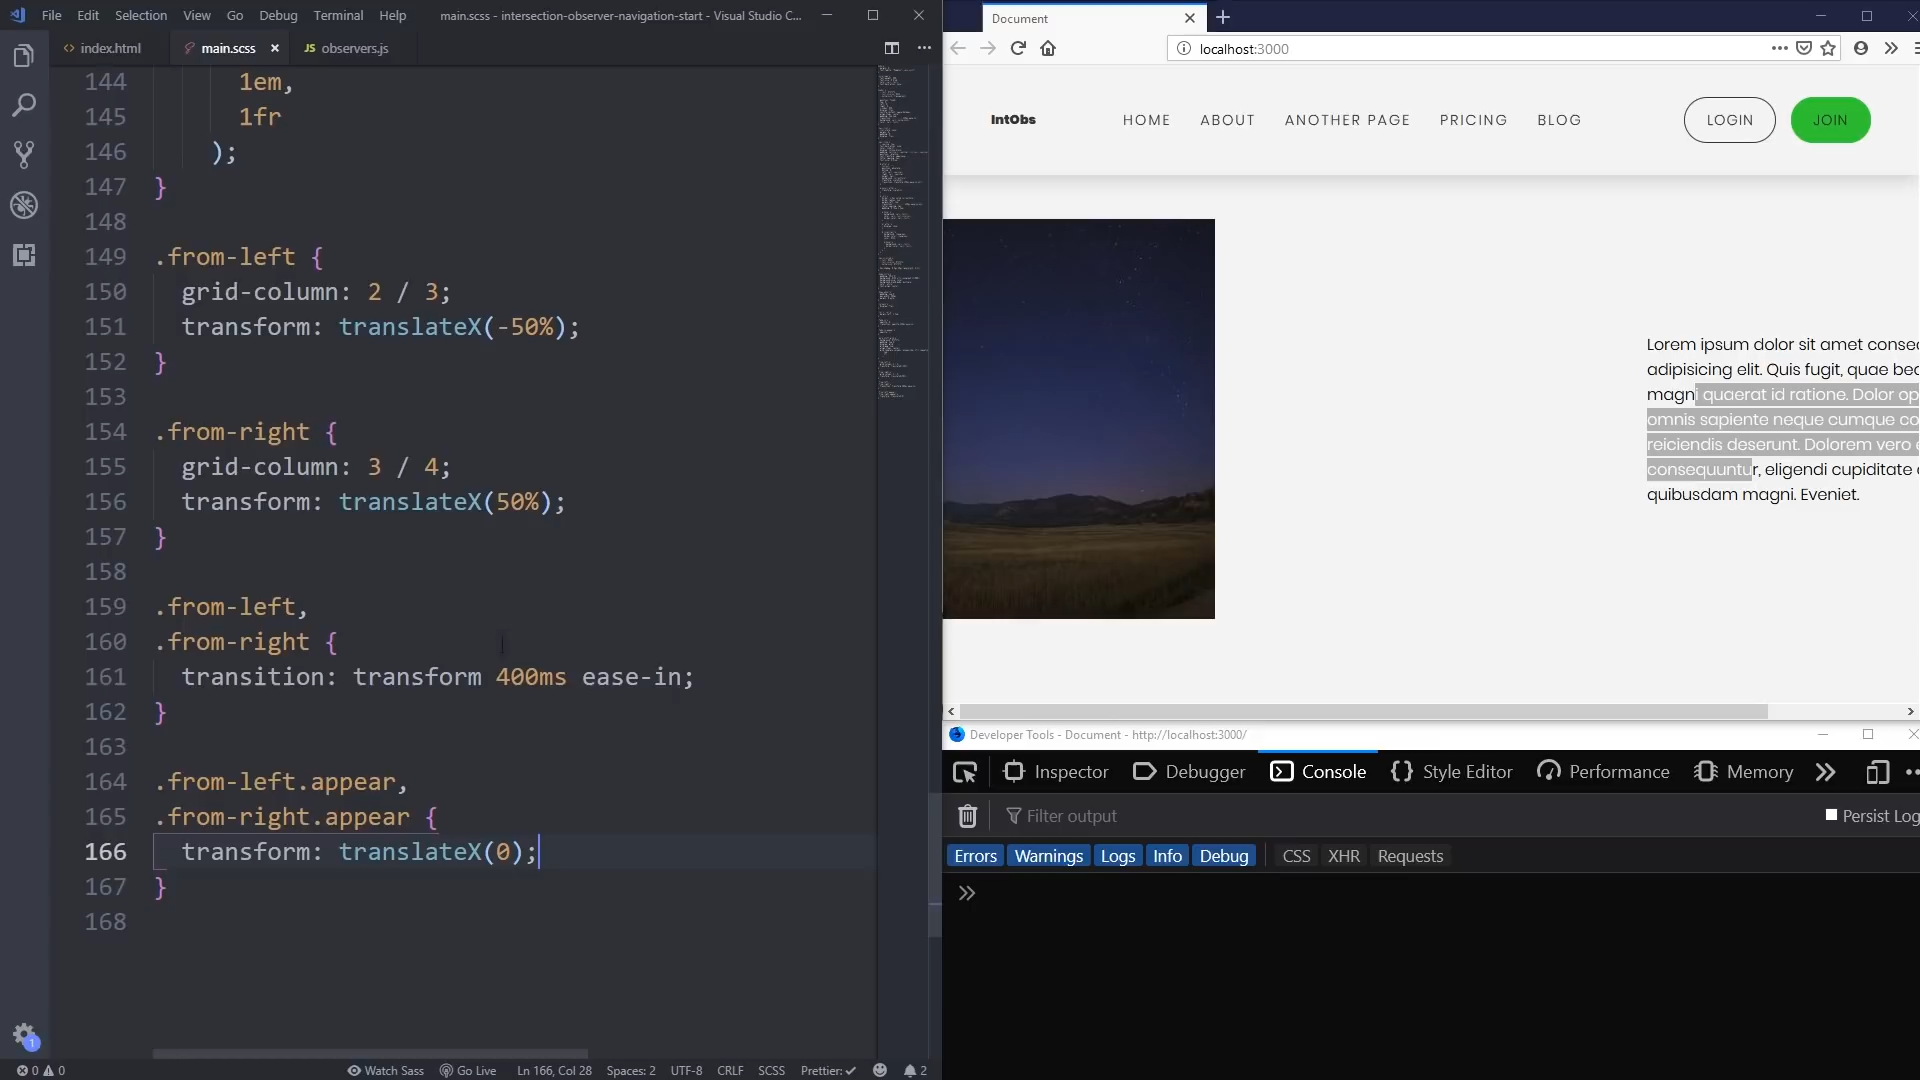 File Edit Selection View Go Debug Terminal Help main.scss - intersection-observer-navigation-start - Visual Studio C...
index.html main.scss observers.js
144 1em,
145 1fr
146 );
147 }
148
149 .from-left {
150 grid-column: 2 / 3;
151 transform: translateX(-50%);
152 }
153
154 .from-right {
155 grid-column: 3 / 4;
156 transform: translateX(50%);
157 }
158
159 .from-left,
160 .from-right {
161 transition: transform 400ms ease-in;
162 }
163
164 .from-left.appear,
165 .from-right.appear {
166 transform: translateX(0);
167 }
168
1
0 0 Watch Sass Go Live Ln 166, Col 28 Spaces: 2 UTF-8 CRLF SCSS Prettier: 2
Document
localhost:3000
IntObs HOME ABOUT ANOTHER PAGE PRICING BLOG LOGIN JOIN
Lorem ipsum dolor sit amet consec
adipisicing elit. Quis fugit, quae bea
magni quaerat id ratione. Dolor op
omnis sapiente neque cumque co
reiciendis deserunt. Dolorem vero e
consequuntur, eligendi cupiditate
quibusdam magni. Eveniet.
Developer Tools - Document - http://localhost:3000/
Inspector Debugger Console Style Editor Performance Memory
Filter output Persist Log
Errors Warnings Logs Info Debug CSS XHR Requests